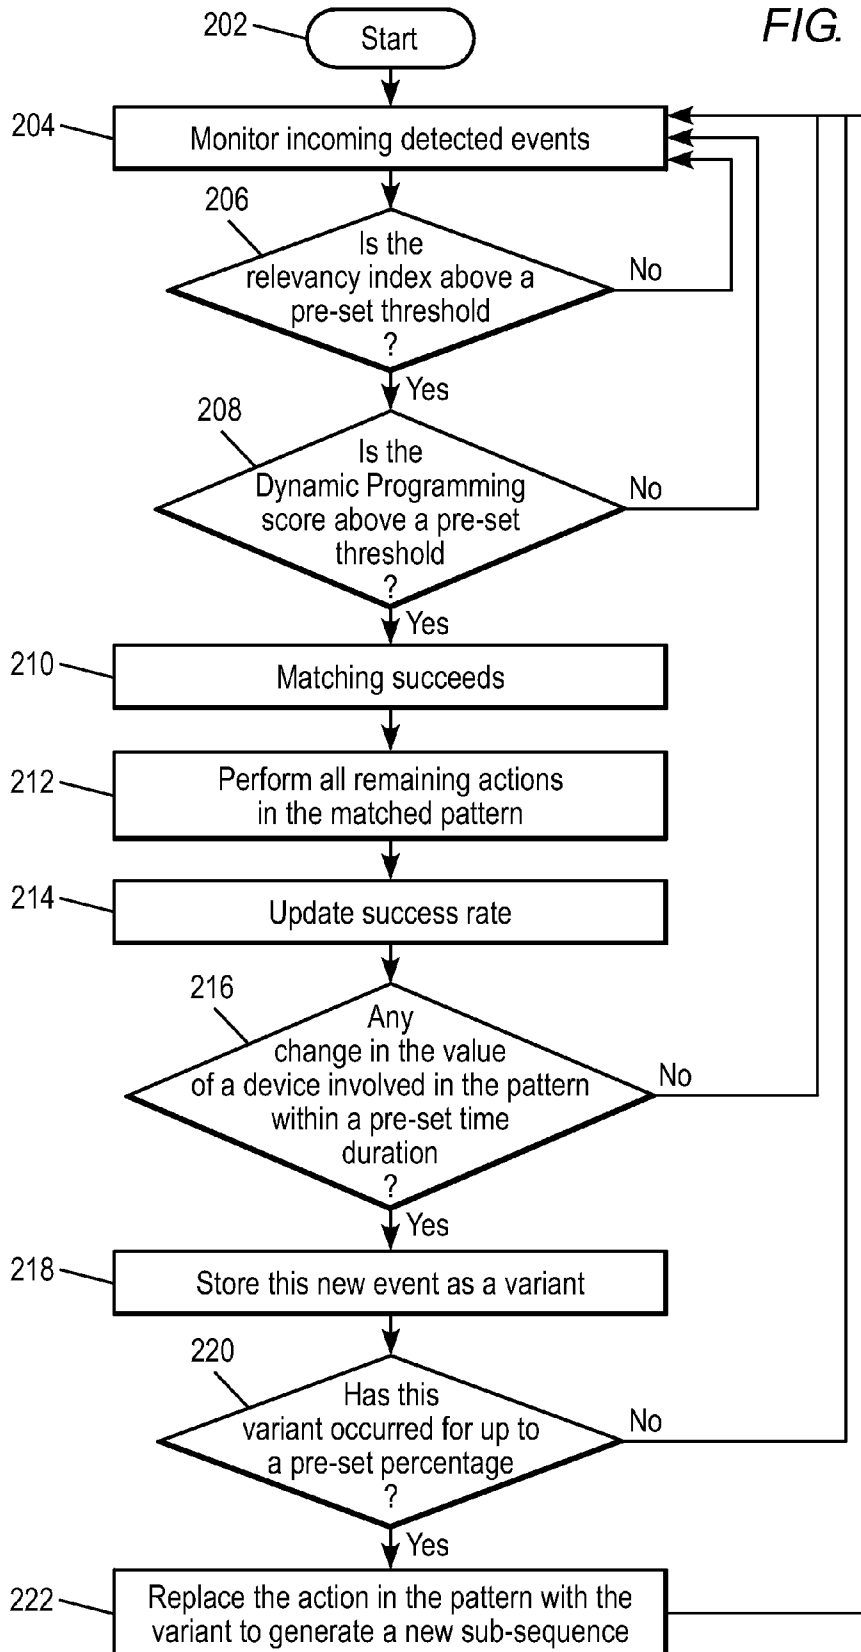 FIG.
202
Start
204
Monitor incoming detected events
206
Is the
relevancy index above a
pre-set threshold
?
No
Yes
208
Is the
Dynamic Programming
score above a pre-set
threshold
?
No
Yes
210
Matching succeeds
212
Perform all remaining actions
in the matched pattern
214
Update success rate
216
Any
change in the value
of a device involved in the pattern
within a pre-set time
duration
?
No
Yes
218
Store this new event as a variant
220
Has this
variant occurred for up to
a pre-set percentage
?
No
Yes
222
Replace the action in the pattern with the
variant to generate a new sub-sequence